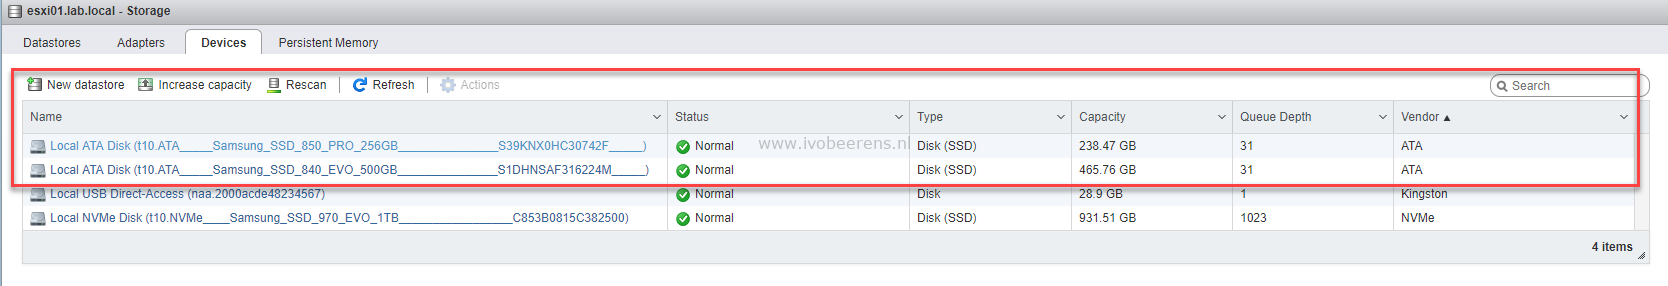 esxi01.lab.local - Storage
Datastores Adapters Devices Persistent Memory
New datastore Increase capacity Rescan Refresh Actions Search
Name Status Type Capacity Queue Depth Vendor ▲
Local ATA Disk (t10.ATA_____Samsung_SSD_850_PRO_256GB_______________S39KNX0HC30742F_____) Normal Disk (SSD) 238.47 GB 31 ATA
www.ivobeerens.nl
Local ATA Disk (t10.ATA_____Samsung_SSD_840_EVO_500GB_______________S1DHNSAF316224M_____) Normal Disk (SSD) 465.76 GB 31 ATA
Local USB Direct-Access (naa.2000acde48234567) Normal Disk 28.9 GB 1 Kingston
Local NVMe Disk (t10.NVMe____Samsung_SSD_970_EVO_1TB_________________C853B0815C382500) Normal Disk (SSD) 931.51 GB 1023 NVMe
4 items